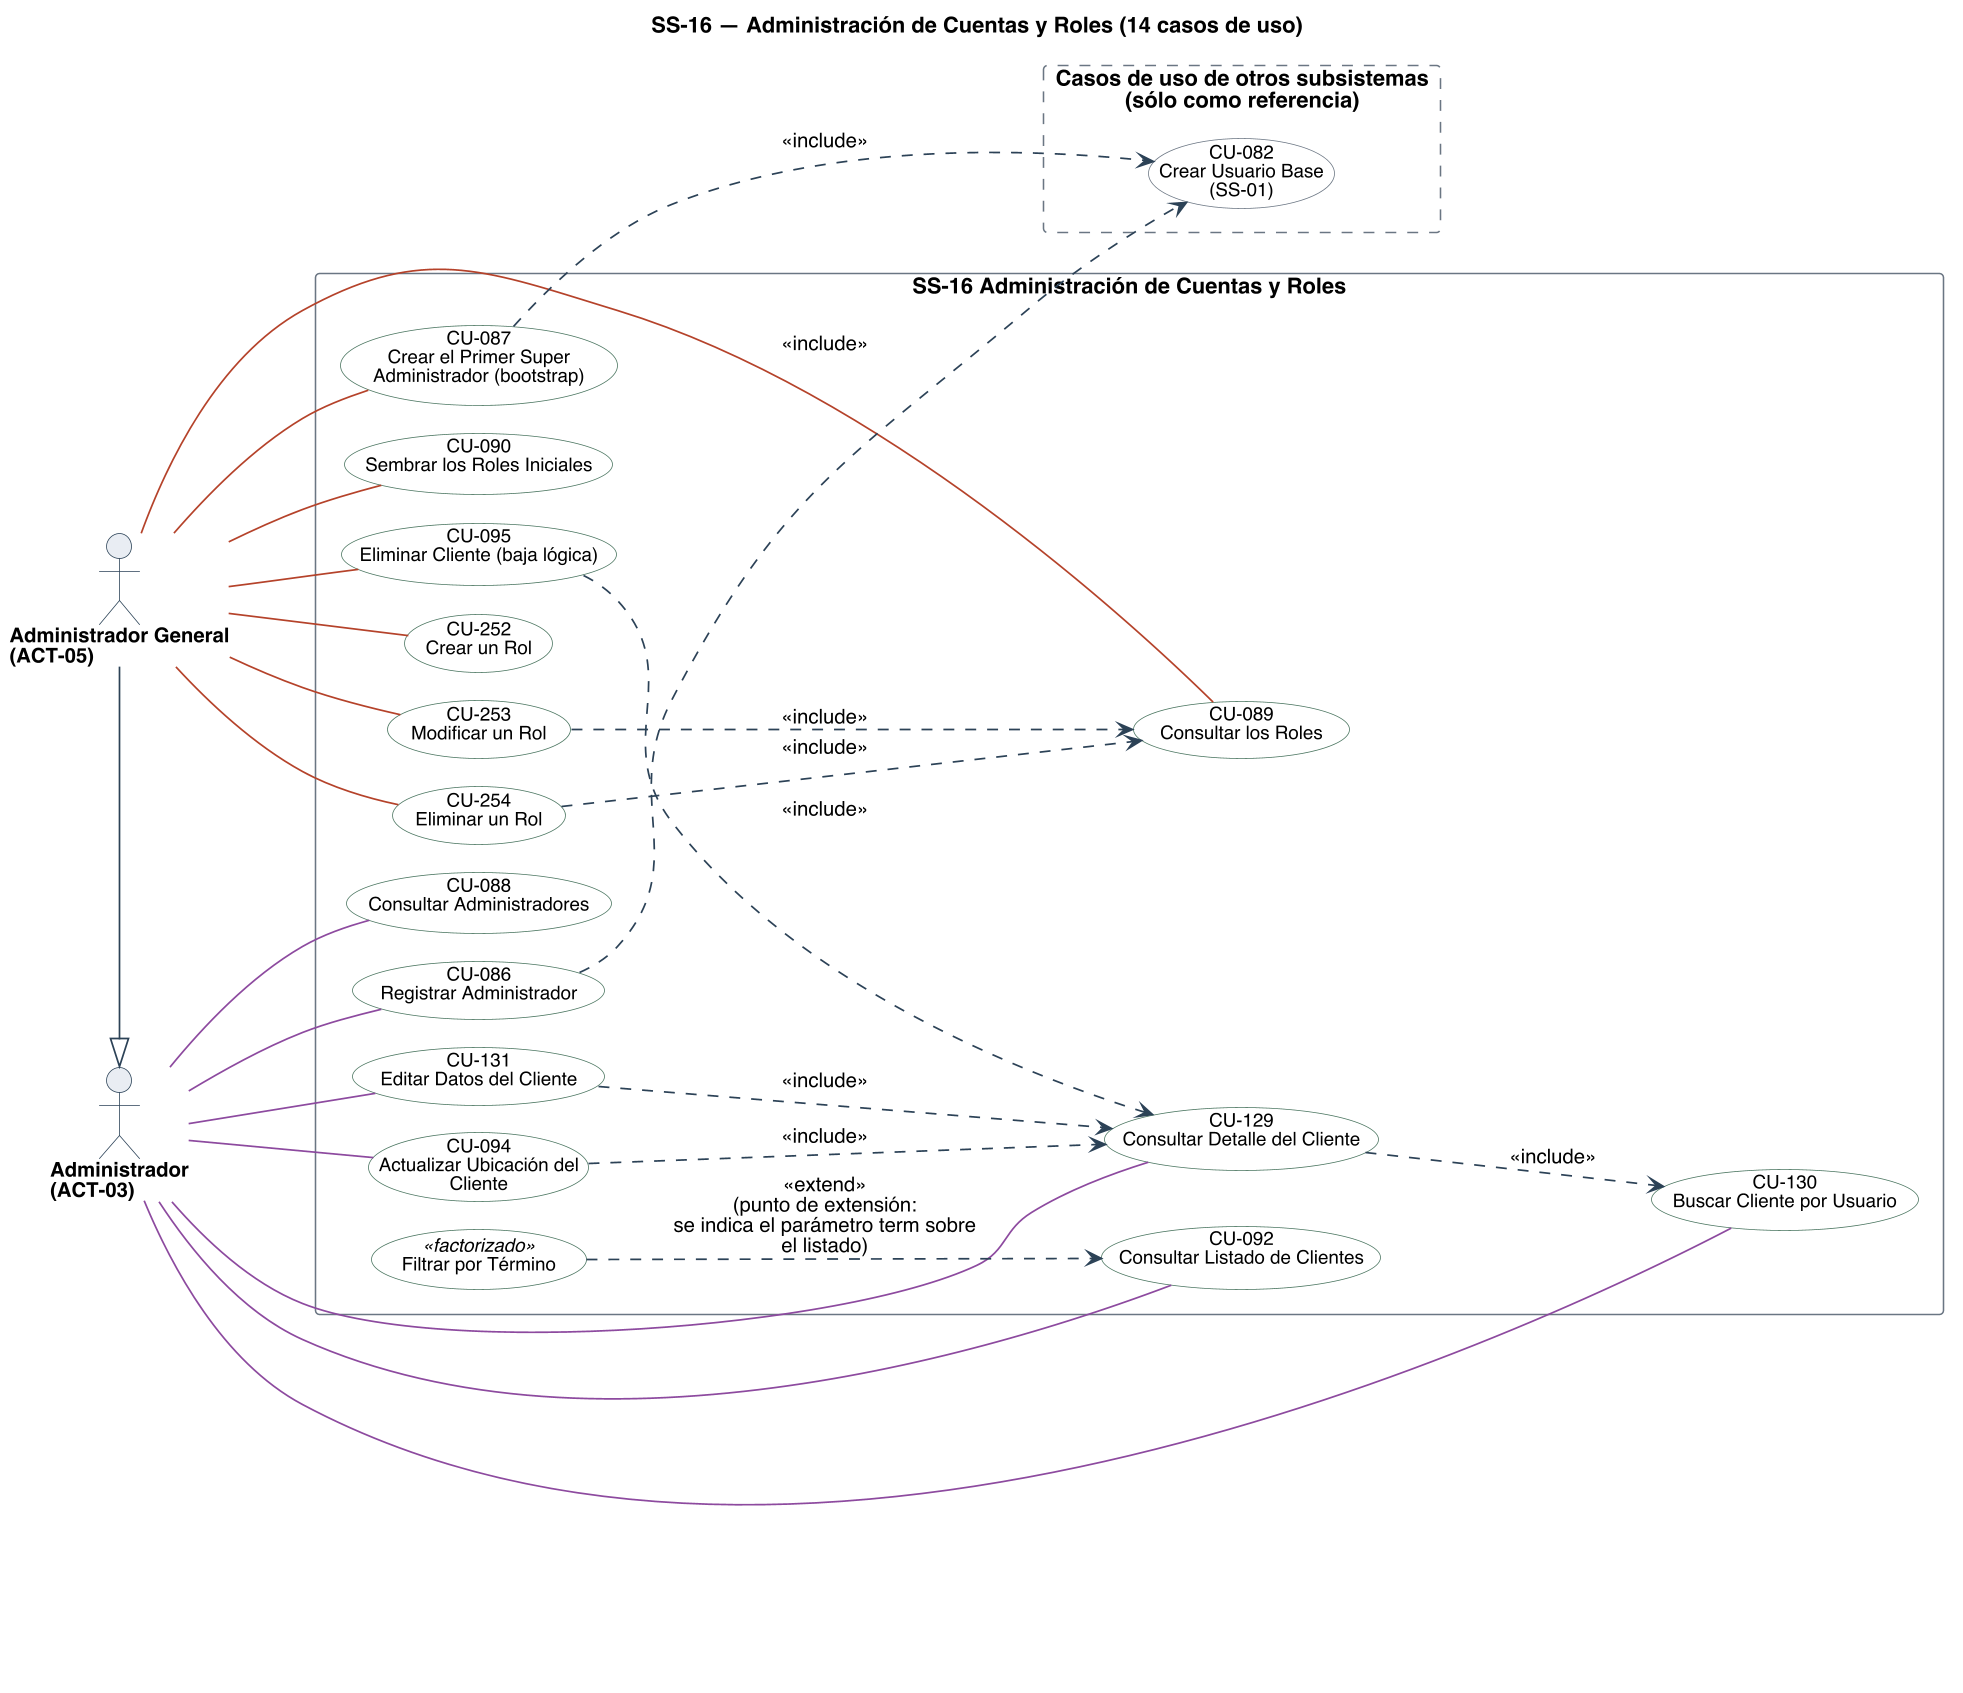 SS-16 — Administración de Cuentas y Roles (14 casos de uso)
Casos de uso de otros subsistemas
(sólo como referencia)
«include»
CU-082
Crear Usuario Base
(SS-01)
SS-16 Administración de Cuentas y Roles
CU-087
Crear el Primer Super
Administrador (bootstrap)
«include»
CU-090
Sembrar los Roles Iniciales
CU-095
Eliminar Cliente (baja lógica)
Administrador General
(ACT-05)
CU-252
Crear un Rol
CU-253
Modificar un Rol
«include»
«include»
CU-089
Consultar los Roles
CU-254
Eliminar un Rol
«include»
CU-088
Consultar Administradores
CU-086
Registrar Administrador
CU-131
Editar Datos del Cliente
«include»
Administrador
(ACT-03)
CU-094
Actualizar Ubicación del
Cliente
«include»
CU-129
Consultar Detalle del Cliente
«include»
CU-130
Buscar Cliente por Usuario
«extend»
(punto de extensión:
se indica el parámetro term sobre
el listado)
«factorizado»
Filtrar por Término
CU-092
Consultar Listado de Clientes